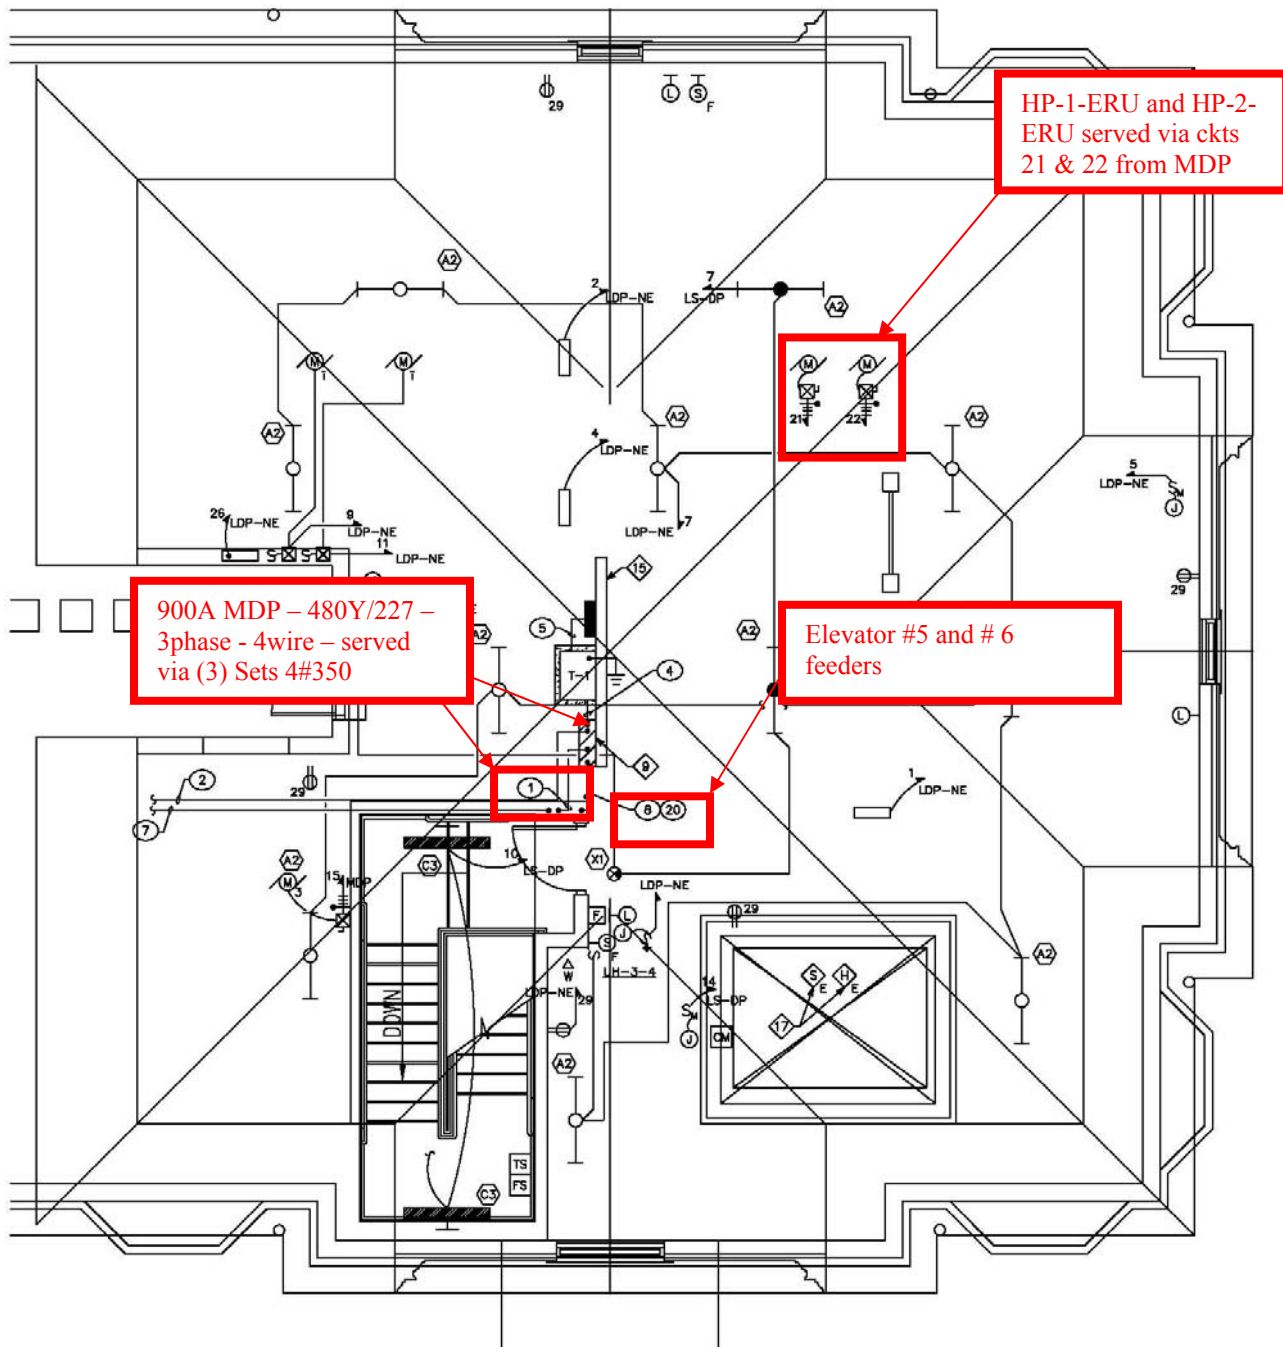 29
L
S
F
HP-1-ERU and HP-2-
ERU served via ckts
21 & 22 from MDP
A2
2
LDP-NE
7
LS-DP
A2
M
1
M
1
M
M
21
22
A2
A2
A2
4
LDP-NE
5
LDP-NE
M
J
7
LDP-NE
26
LDP-NE
9
LDP-NE
11
LDP-NE
15
29
900A MDP – 480Y/227 –
3phase - 4wire – served
via (3) Sets 4#350
A2
5
T-1
4
A2
Elevator #5 and # 6
feeders
L
9
2
29
1
8
20
1
LDP-NE
7
A2
15
MDP
M
3
C3
10
LS-DP
X1
LDP-NE
29
F
L
J
S
F
W
LH-3-4
LDP-NE
29
14
LS-DP
S
M
J
CM
S
E
H
E
17
A2
DOWN
A2
TS
FS
C3